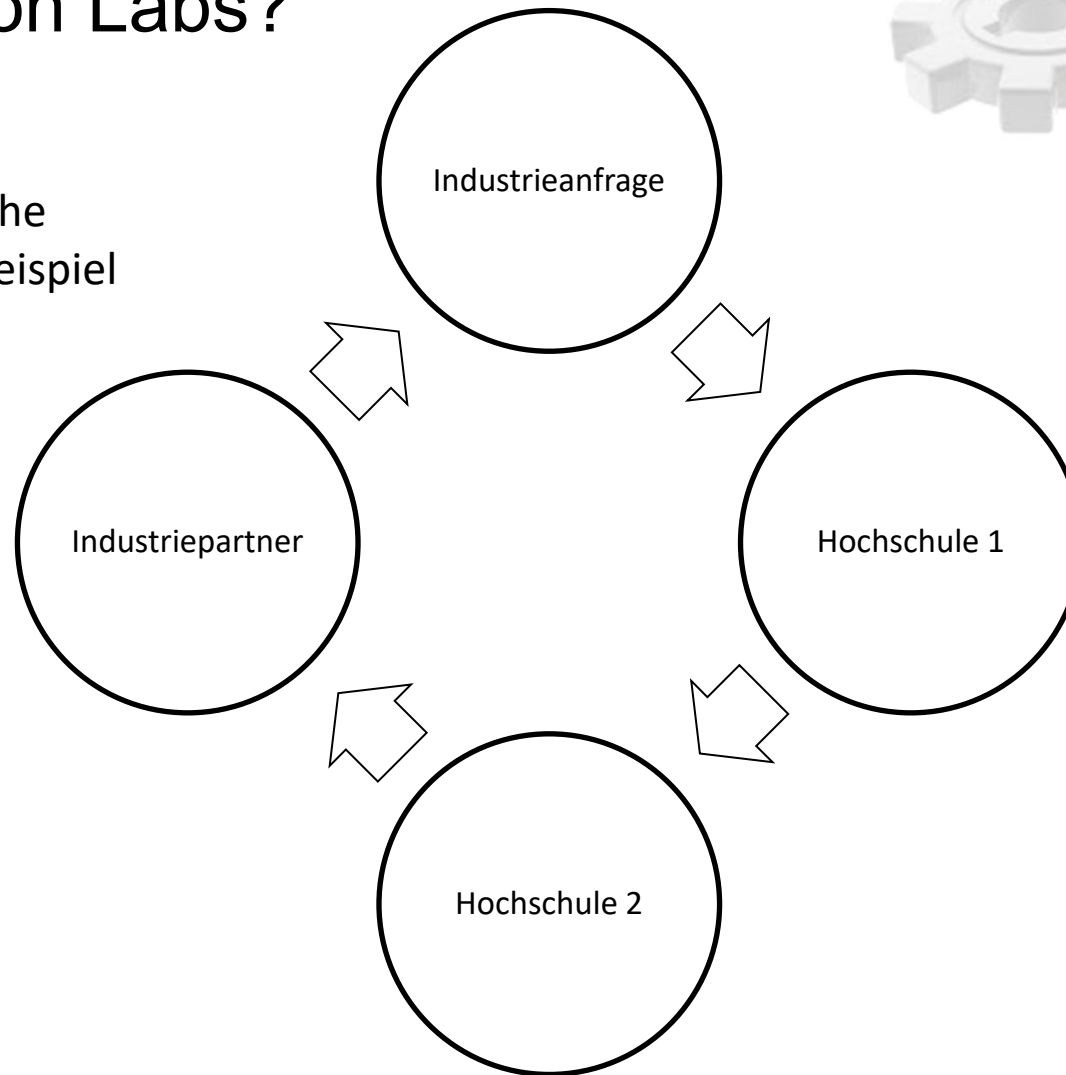 on Labs?
Industrieanfrage
he
eispiel
Industriepartner
Hochschule 1
Hochschule 2